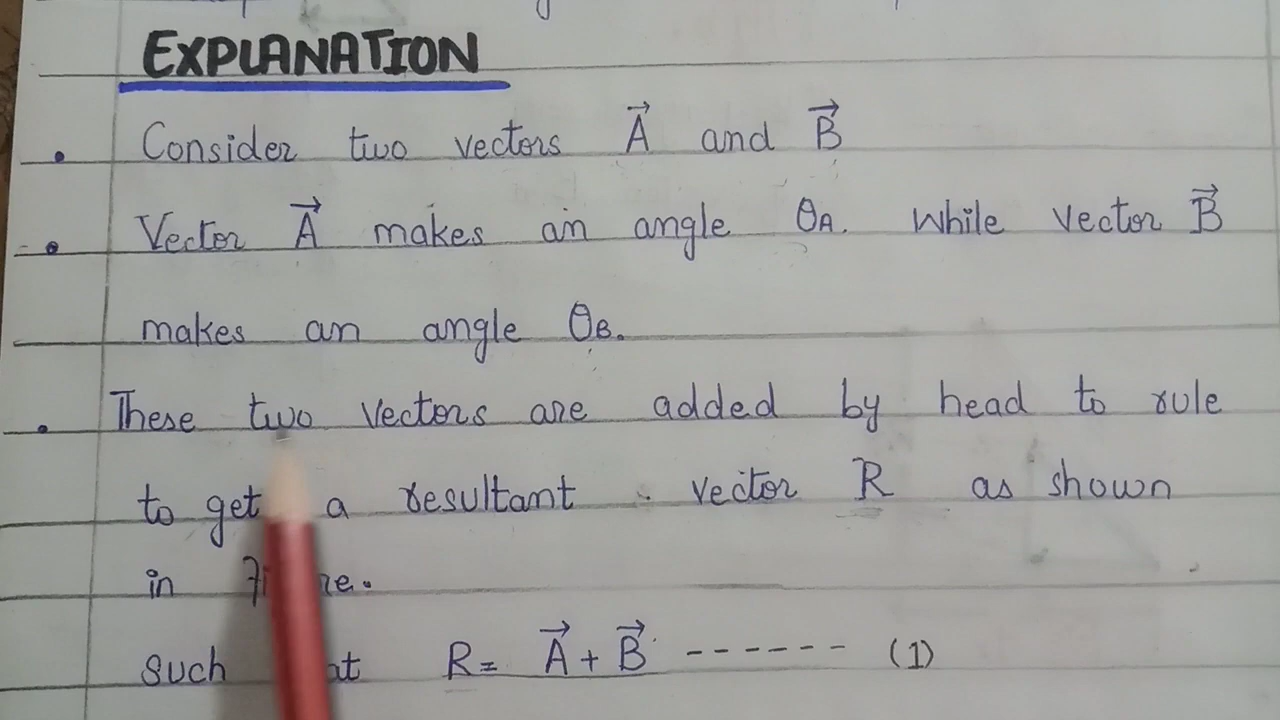 EXPLANATION
• Consider two vectors A⃗ and B⃗
• Vector A⃗ makes an angle θA. While vector B⃗
makes an angle θB.
• These two vectors are added by head to rule
to get a resultant vector R as shown
in
such R = A⃗ + B⃗ ------ (1)